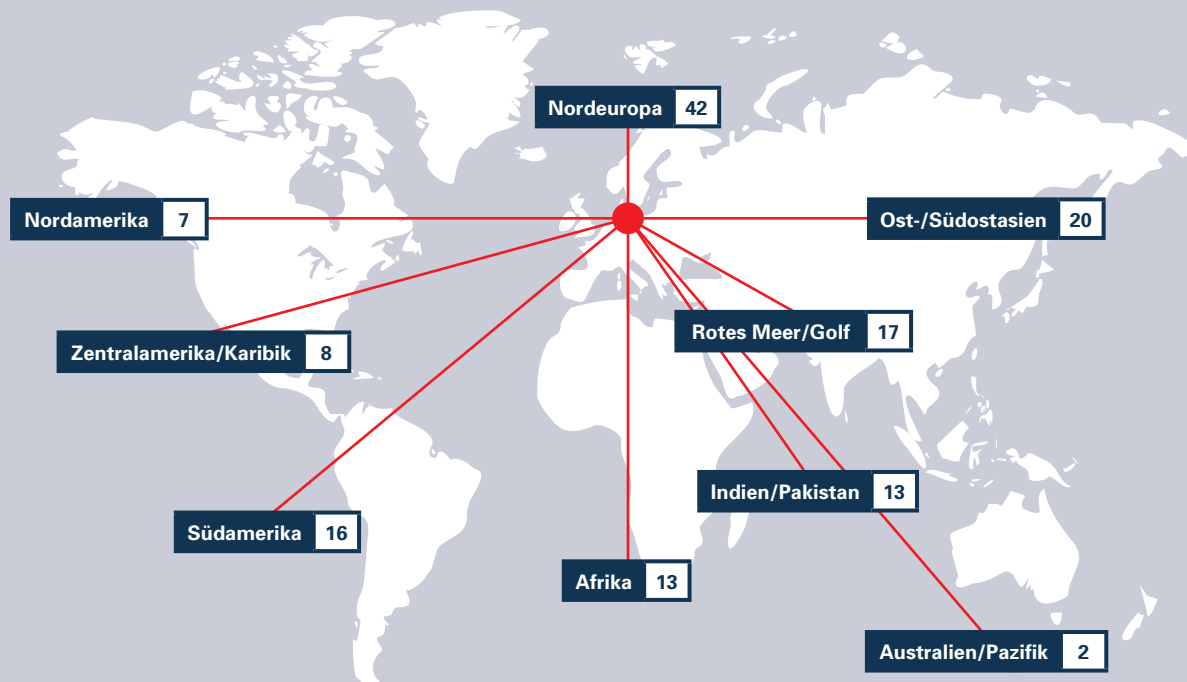 Nordeuropa 42
Nordamerika 7
Ost-/Südostasien 20
Rotes Meer/Golf 17
Zentralamerika/Karibik 8
Indien/Pakistan 13
Südamerika 16
Afrika 13
Australien/Pazifik 2